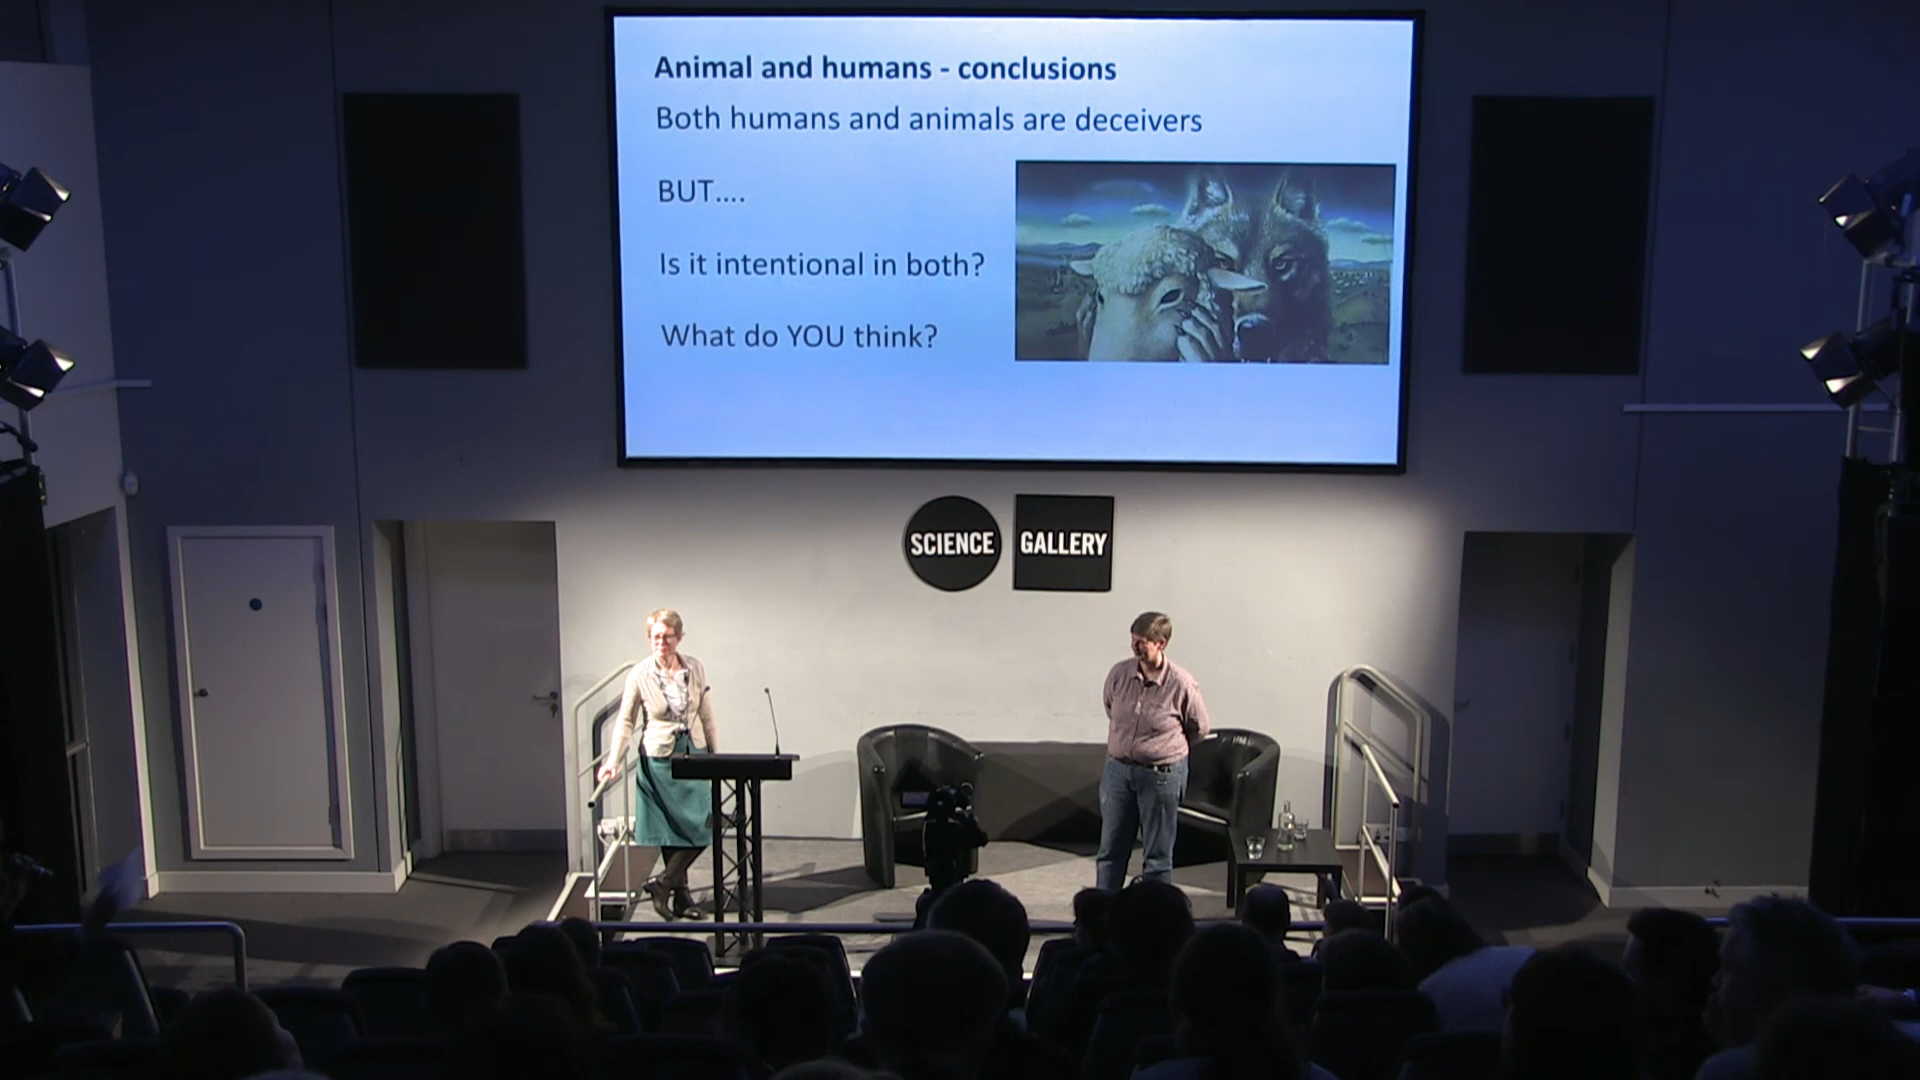 Animal and humans - conclusions
Both humans and animals are deceivers
BUT....
Is it intentional in both?
What do YOU think?
SCIENCE GALLERY